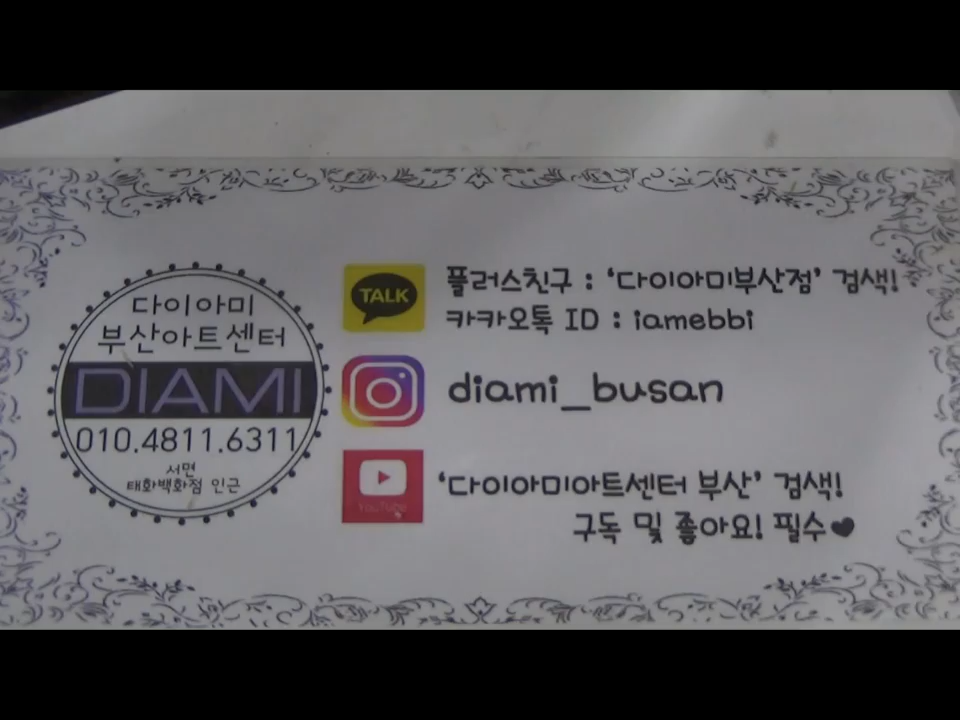 다이아미
부산아트센터
DIAMI
010.4811.6311
서면
태화백화점 인근
TALK
플러스친구 : ‘다이아미부산점’ 검색!
카카오톡 ID : iamebbi
diami_busan
YouTube
‘다이아미아트센터 부산’ 검색!
구독 및 좋아요! 필수♥